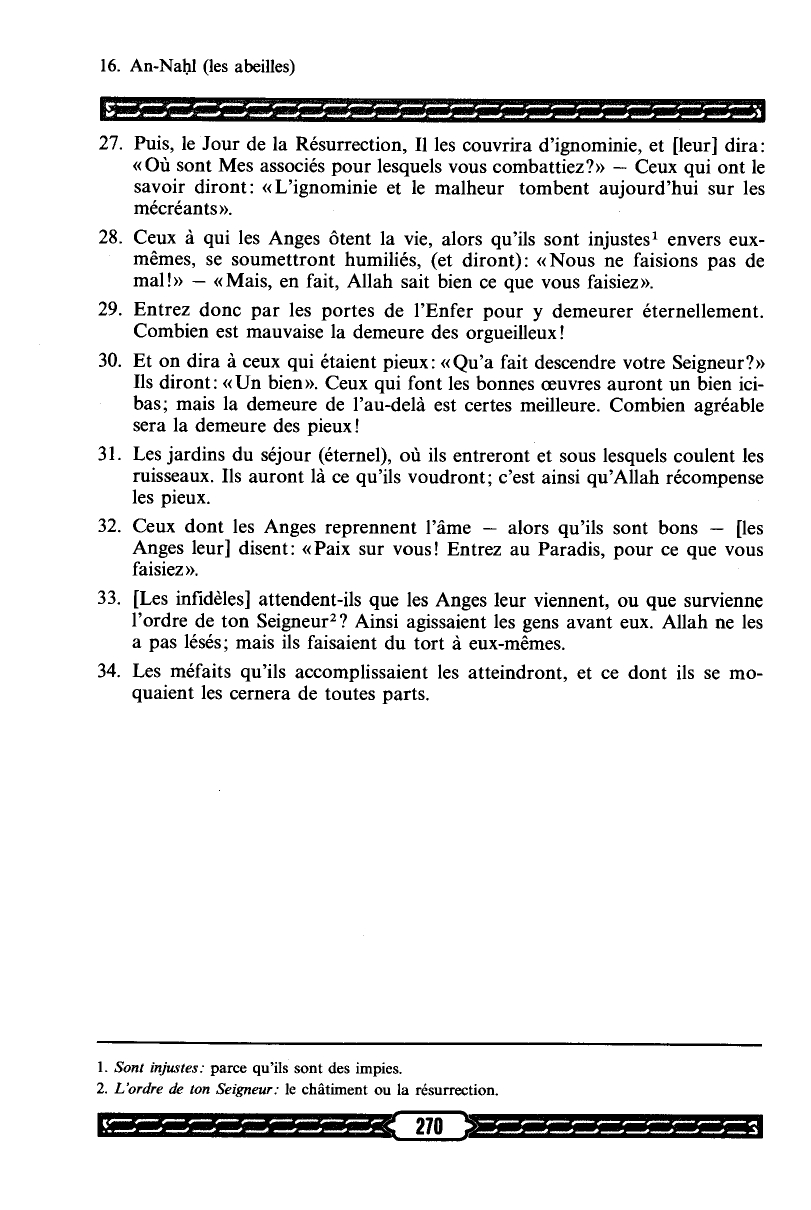 16. An-Naḥl (les abeilles)
27. Puis, le Jour de la Résurrection, Il les couvrira d'ignominie, et [leur] dira:
«Où sont Mes associés pour lesquels vous combattiez?» — Ceux qui ont le
savoir diront: «L'ignominie et le malheur tombent aujourd'hui sur les
mécréants».
28. Ceux à qui les Anges ôtent la vie, alors qu'ils sont injustes¹ envers eux-
mêmes, se soumettront humiliés, (et diront): «Nous ne faisions pas de
mal!» — «Mais, en fait, Allah sait bien ce que vous faisiez».
29. Entrez donc par les portes de l'Enfer pour y demeurer éternellement.
Combien est mauvaise la demeure des orgueilleux!
30. Et on dira à ceux qui étaient pieux: «Qu'a fait descendre votre Seigneur?»
Ils diront: «Un bien». Ceux qui font les bonnes œuvres auront un bien ici-
bas; mais la demeure de l'au-delà est certes meilleure. Combien agréable
sera la demeure des pieux!
31. Les jardins du séjour (éternel), où ils entreront et sous lesquels coulent les
ruisseaux. Ils auront là ce qu'ils voudront; c'est ainsi qu'Allah récompense
les pieux.
32. Ceux dont les Anges reprennent l'âme — alors qu'ils sont bons — [les
Anges leur] disent: «Paix sur vous! Entrez au Paradis, pour ce que vous
faisiez».
33. [Les infidèles] attendent-ils que les Anges leur viennent, ou que survienne
l'ordre de ton Seigneur²? Ainsi agissaient les gens avant eux. Allah ne les
a pas lésés; mais ils faisaient du tort à eux-mêmes.
34. Les méfaits qu'ils accomplissaient les atteindront, et ce dont ils se mo-
quaient les cernera de toutes parts.
1. Sont injustes: parce qu'ils sont des impies.
2. L'ordre de ton Seigneur: le châtiment ou la résurrection.
270